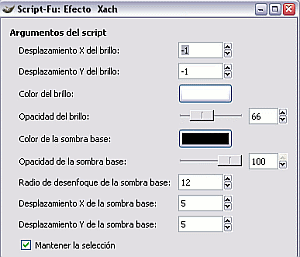 Script-Fu: Efecto Xach
Argumentos del script
Desplazamiento X del brillo: -1
Desplazamiento Y del brillo: -1
Color del brillo:
Opacidad del brillo: 66
Color de la sombra base:
Opacidad de la sombra base: 100
Radio de desenfoque de la sombra base: 12
Desplazamiento X de la sombra base: 5
Desplazamiento Y de la sombra base: 5
Mantener la selección